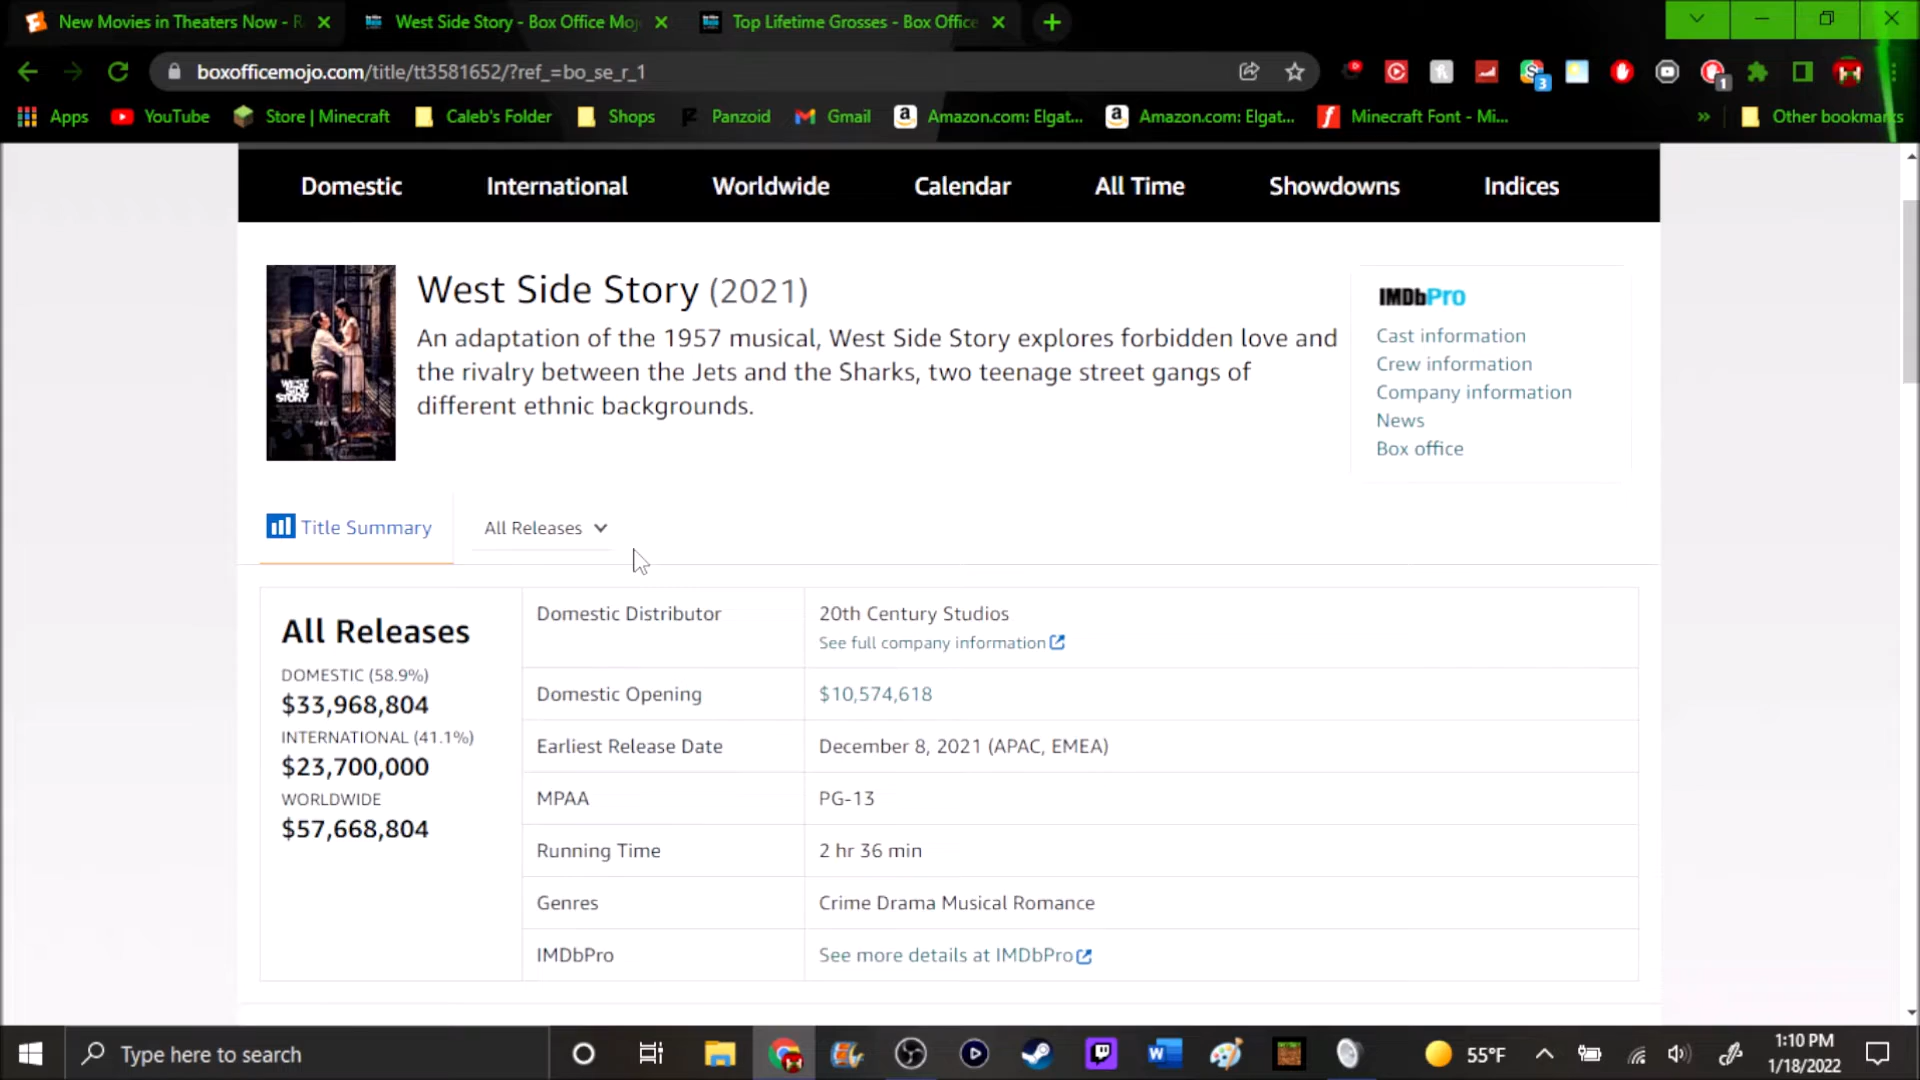 New Movies in Theaters Now - R
West Side Story - Box Office Moj
Top Lifetime Grosses - Box Office
boxofficemojo.com/title/tt3581652/?ref_=bo_se_r_1
3
1
Apps
YouTube
Store | Minecraft
Caleb's Folder
Shops
Panzoid
Gmail
Amazon.com: Elgat...
Amazon.com: Elgat...
Minecraft Font - Mi...
»
Other bookmarks
Domestic
International
Worldwide
Calendar
All Time
Showdowns
Indices
WEST SIDE STORY
West Side Story (2021)
An adaptation of the 1957 musical, West Side Story explores forbidden love and
the rivalry between the Jets and the Sharks, two teenage street gangs of
different ethnic backgrounds.
IMDbPro
Cast information
Crew information
Company information
News
Box office
Title Summary
All Releases
All Releases
DOMESTIC (58.9%)
$33,968,804
INTERNATIONAL (41.1%)
$23,700,000
WORLDWIDE
$57,668,804
Domestic Distributor
20th Century Studios
See full company information
Domestic Opening
$10,574,618
Earliest Release Date
December 8, 2021 (APAC, EMEA)
MPAA
PG-13
Running Time
2 hr 36 min
Genres
Crime Drama Musical Romance
IMDbPro
See more details at IMDbPro
Type here to search
55°F
1:10 PM
1/18/2022